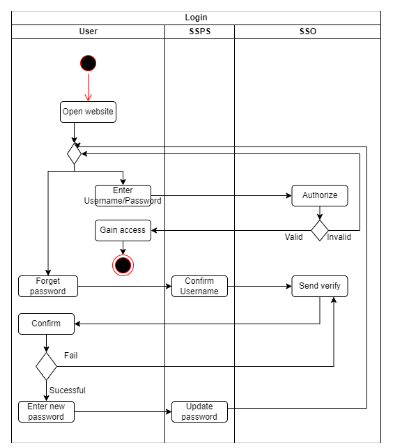 Login
User
SSPS
SSO
Open website
Enter
Username/Password
Authorize
Gain access
Valid
Invalid
Forget
password
Confirm
Username
Send verify
Confirm
Fail
Sucessful
Enter new
password
Update
password